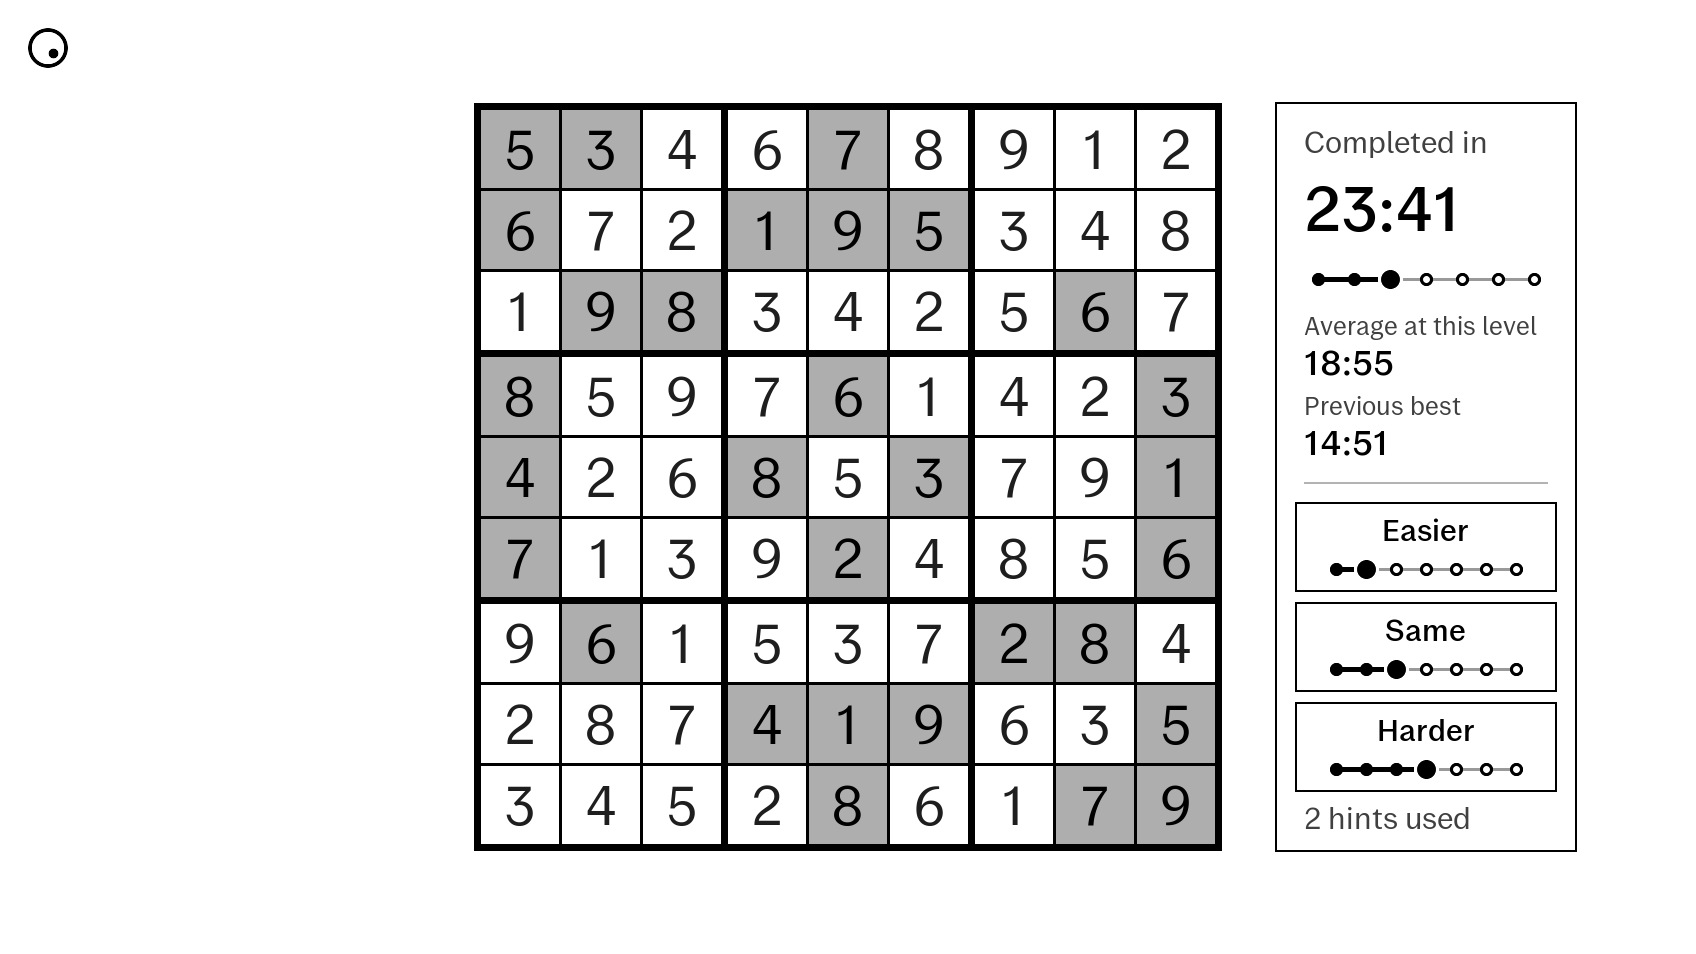 5 3 4 6 7 8 9 1 2
6 7 2 1 9 5 3 4 8
1 9 8 3 4 2 5 6 7
8 5 9 7 6 1 4 2 3
4 2 6 8 5 3 7 9 1
7 1 3 9 2 4 8 5 6
9 6 1 5 3 7 2 8 4
2 8 7 4 1 9 6 3 5
3 4 5 2 8 6 1 7 9
Completed in
23:41
Average at this level
18:55
Previous best
14:51
Easier
Same
Harder
2 hints used